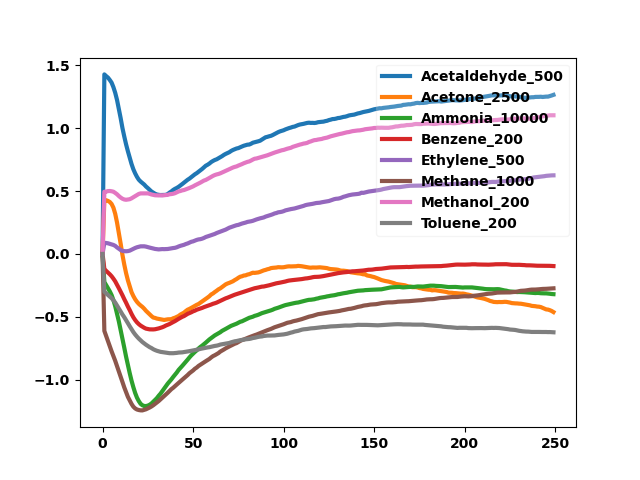 1.5
1.0
0.5
0.0
−0.5
−1.0
0
50
100
150
200
250
Acetaldehyde_500
Acetone_2500
Ammonia_10000
Benzene_200
Ethylene_500
Methane_1000
Methanol_200
Toluene_200